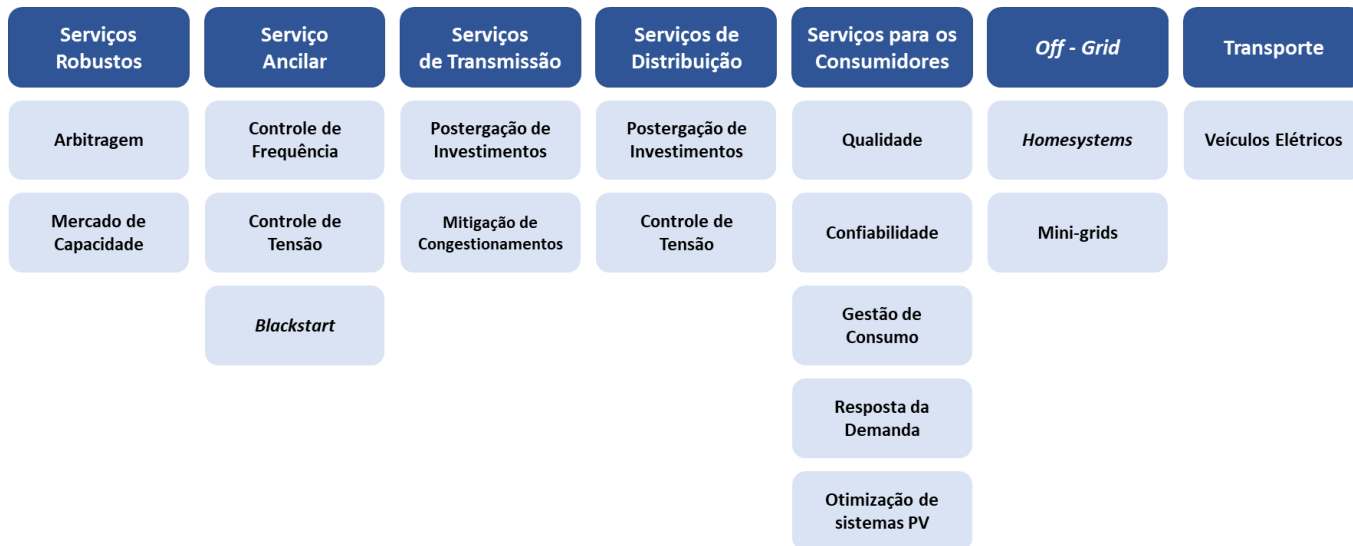 Serviços
Robustos
Serviço
Ancilar
Serviços
de Transmissão
Serviços de
Distribuição
Serviços para os
Consumidores
Off - Grid
Transporte
Arbitragem
Controle de
Frequência
Postergação de
Investimentos
Postergação de
Investimentos
Qualidade
Homesystems
Veículos Elétricos
Mercado de
Capacidade
Controle de
Tensão
Mitigação de
Congestionamentos
Controle de
Tensão
Confiabilidade
Mini-grids
Blackstart
Gestão de
Consumo
Resposta da
Demanda
Otimização de
sistemas PV